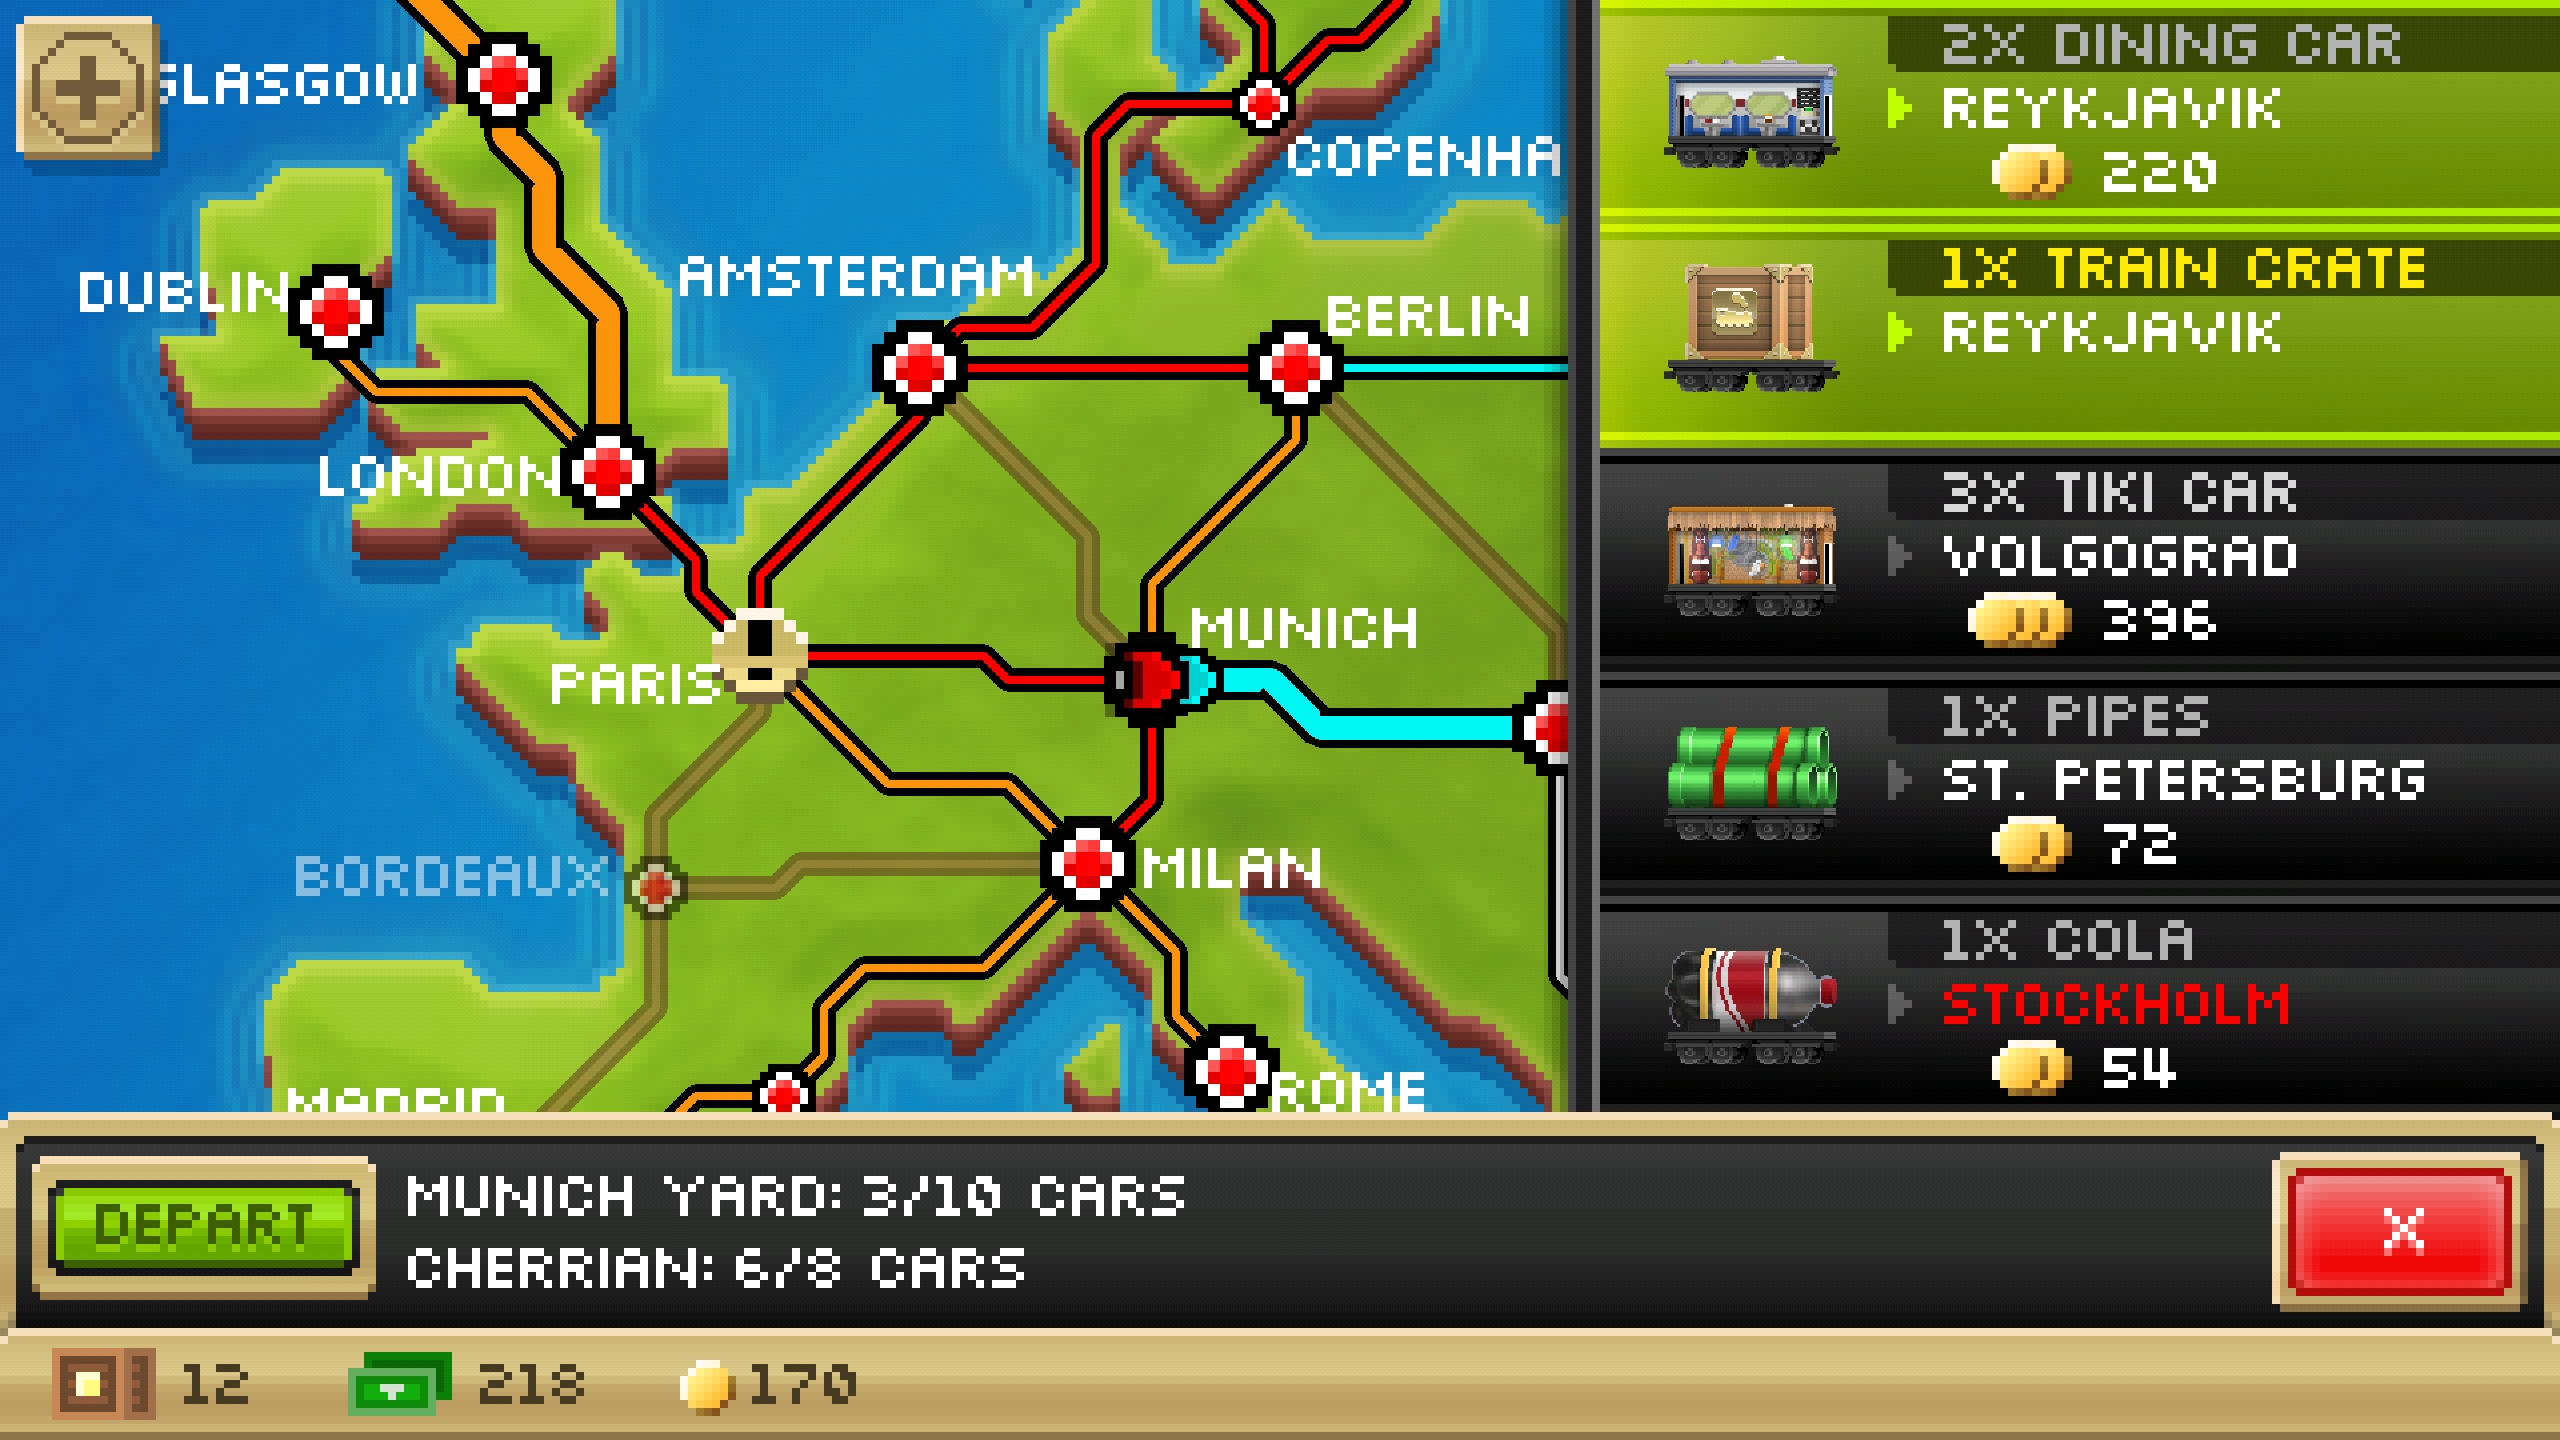 GLASGOW
COPENHA
DUBLIN
AMSTERDAM
BERLIN
LONDON
MUNICH
PARIS
BORDEAUX
MILAN
MADRID
ROME
2X DINING CAR
REYKJAVIK
220
1X TRAIN CRATE
REYKJAVIK
3X TIKI CAR
VOLGOGRAD
396
1X PIPES
ST. PETERSBURG
72
1X COLA
STOCKHOLM
54
DEPART
MUNICH YARD: 3/10 CARS
CHERRIAN: 6/8 CARS
X
12
218
170